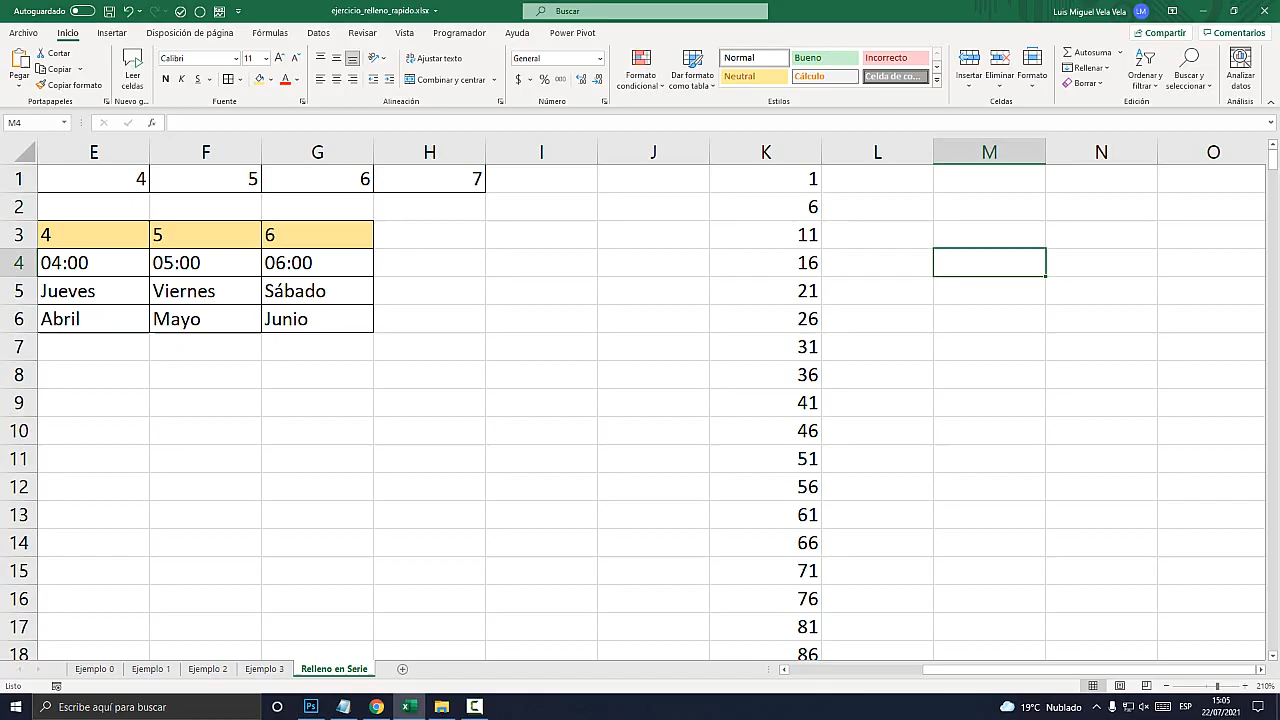 Autoguardado
ejercicio_relleno_rapido.xlsx
Buscar
Luis Miguel Vela Vela
LM
Archivo Inicio Insertar Disposición de página Fórmulas Datos Revisar Vista Programador Ayuda Power Pivot
Compartir Comentarios
Pegar
Cortar
Copiar
Copiar formato
Portapapeles
Leer valores
Nuevo g...
Calibri 11
N K S
Fuente
Ajustar texto
Combinar y centrar
Alineación
General
$ % 000
Número
Formato condicional
Dar formato como tabla
Normal Bueno Incorrecto
Neutral Cálculo Celda de co...
Estilos
Insertar Eliminar Formato
Celdas
Autosuma
Rellenar
Borrar
Ordenar y filtrar
Buscar y seleccionar
Edición
Analizar datos
Análisis
M4
fx
E F G H I J K L M N O
1 4 5 6 7 1
2 6
3 4 5 6 11
4 04:00 05:00 06:00 16
5 Jueves Viernes Sábado 21
6 Abril Mayo Junio 26
7 31
8 36
9 41
10 46
11 51
12 56
13 61
14 66
15 71
16 76
17 81
18 86
Ejemplo 0 Ejemplo 1 Ejemplo 2 Ejemplo 3 Relleno en Serie
Listo
210%
Escribe aquí para buscar
19°C Nublado
ESP
15:05
22/07/2021